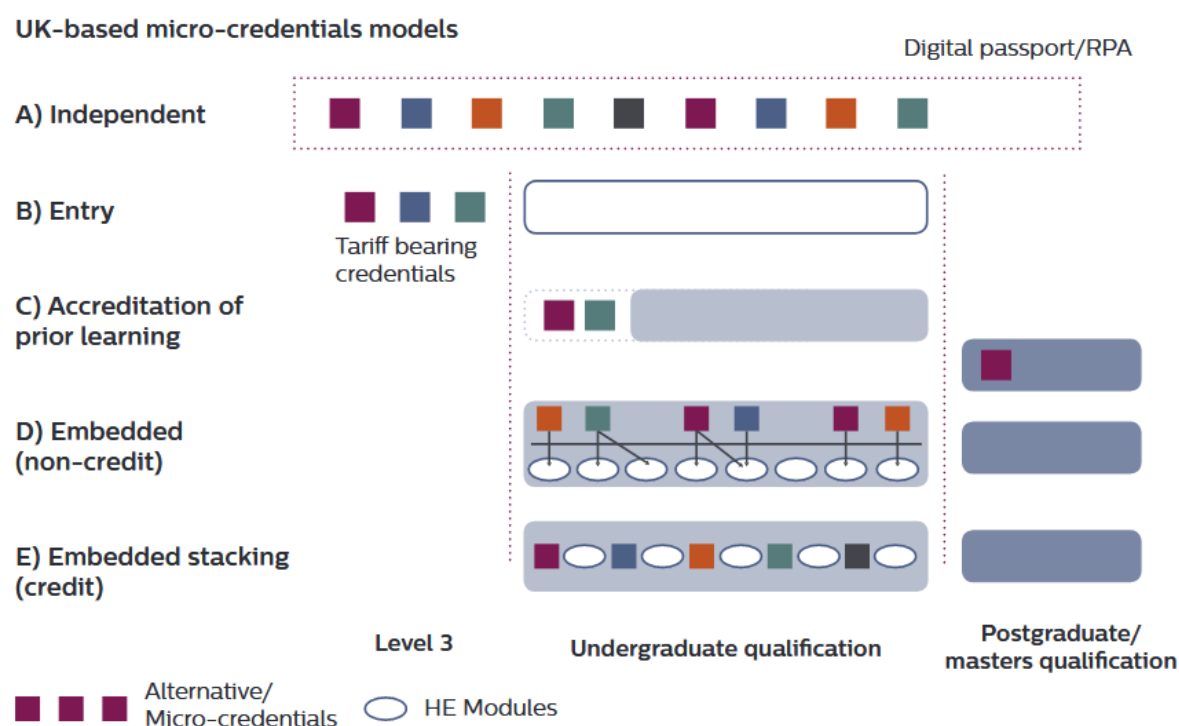 UK-based micro-credentials models
Digital passport/RPA
A) Independent
B) Entry
Tariff bearing
credentials
C) Accreditation of
prior learning
D) Embedded
(non-credit)
E) Embedded stacking
(credit)
Level 3
Undergraduate qualification
Postgraduate/
masters qualification
Alternative/
Micro-credentials
HE Modules